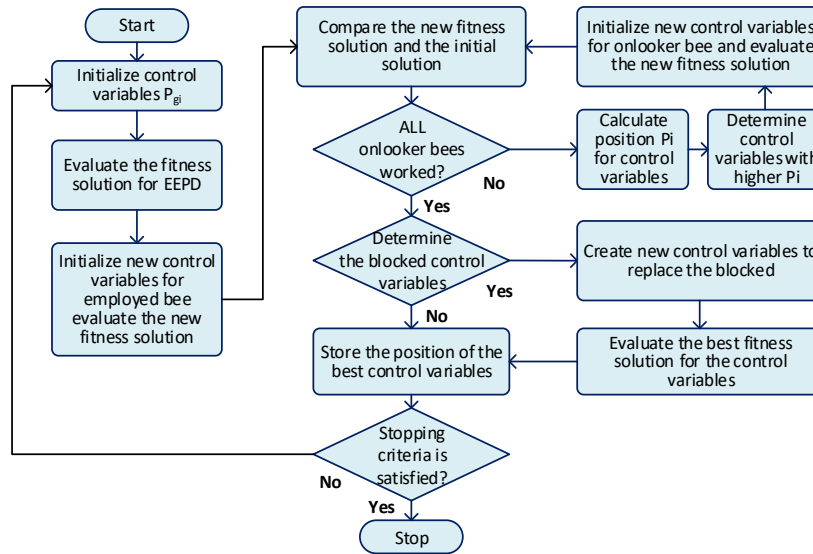 Start
Initialize control
variables Pgi
Evaluate the fitness
solution for EEPD
Initialize new control
variables for
employed bee
evaluate the new
fitness solution
Compare the new fitness
solution and the initial
solution
ALL
onlooker bees
worked?
No
Yes
Calculate
position Pi
for control
variables
Determine
control
variables with
higher Pi
Initialize new control variables
for onlooker bee and evaluate
the new fitness solution
Determine
the blocked control
variables
Yes
No
Create new control variables to
replace the blocked
Evaluate the best fitness
solution for the control
variables
Store the position of the
best control variables
Stopping
criteria is
satisfied?
No
Yes
Stop